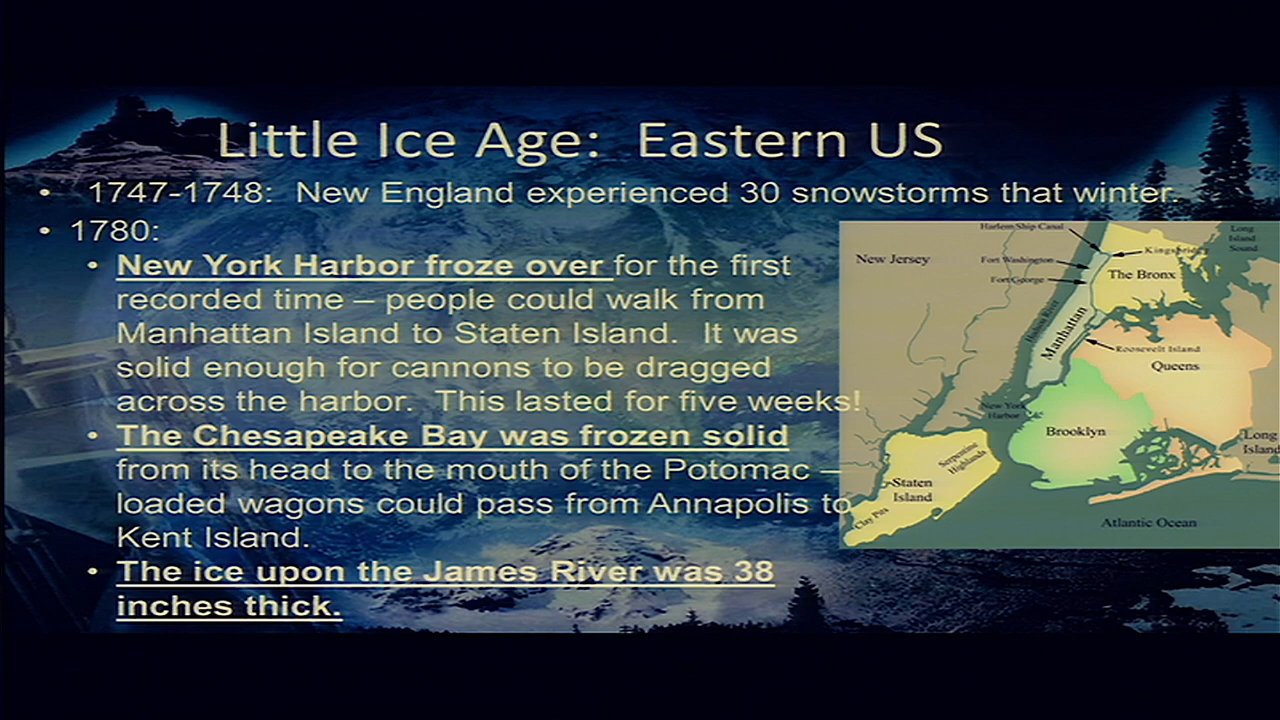 Little Ice Age: Eastern US
• 1747-1748: New England experienced 30 snowstorms that winter.
• 1780:
• New York Harbor froze over for the first
recorded time – people could walk from
Manhattan Island to Staten Island. It was
solid enough for cannons to be dragged
across the harbor. This lasted for five weeks!
• The Chesapeake Bay was frozen solid
from its head to the mouth of the Potomac –
loaded wagons could pass from Annapolis to
Kent Island.
• The ice upon the James River was 38
inches thick.
Harlem Ship Canal
Long
Island
Sound
Kingsbridge
New Jersey
Fort Washington
The Bronx
Fort George
Hudson River
Manhattan
Roosevelt Island
Queens
New York
Harbor
Brooklyn
Long
Island
Serpentine
Highlands
Staten
Island
Clay Pits
Atlantic Ocean